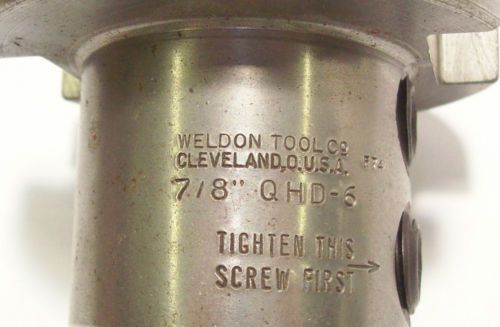 WELDON TOOL CO
CLEVELAND, O. U.S.A.
7/8" QHD-6
TIGHTEN THIS
SCREW FIRST →